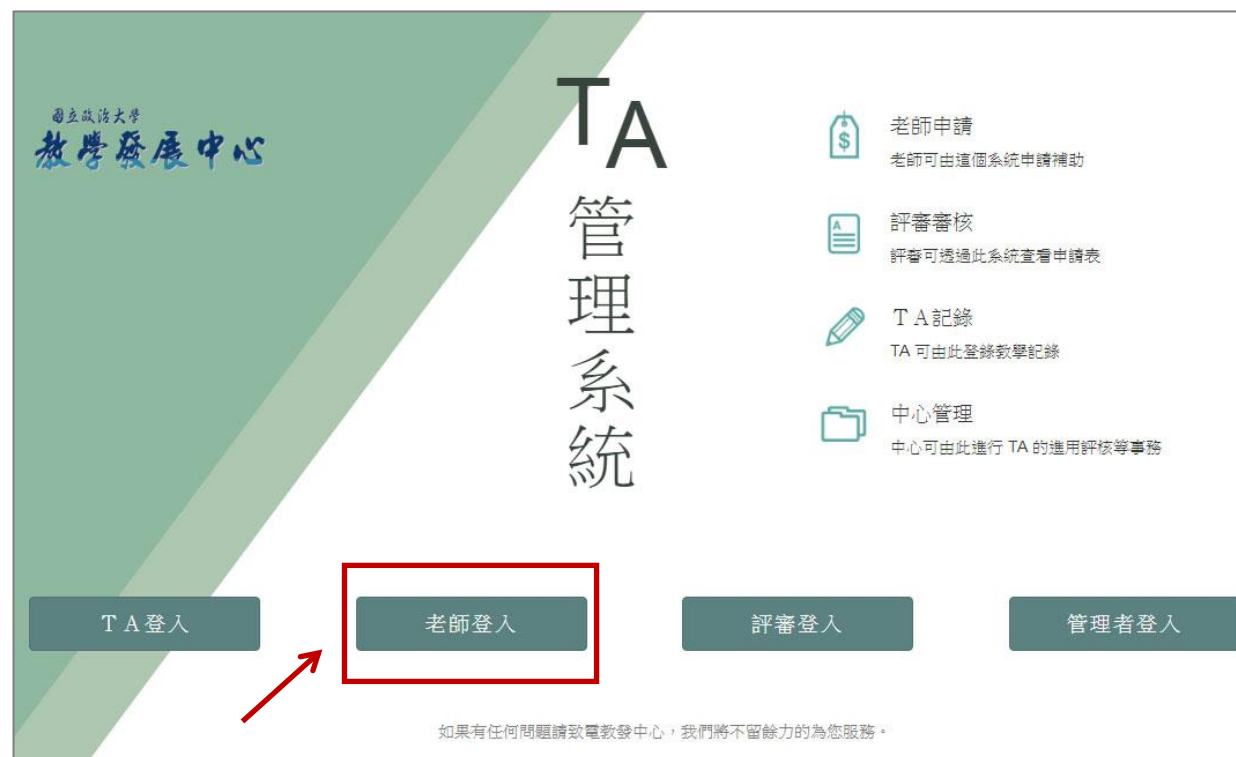 國立政治大學
教學發展中心
TA
管
理
系
統
老師申請
老師可由這個系統申請補助
評審審核
評審可透過此系統查看申請表
ＴA記錄
TA 可由此登錄教學記錄
中心管理
中心可由此進行 TA 的進用評核等事務
ＴA登入
老師登入
評審登入
管理者登入
如果有任何問題請致電教發中心，我們將不留餘力的為您服務。